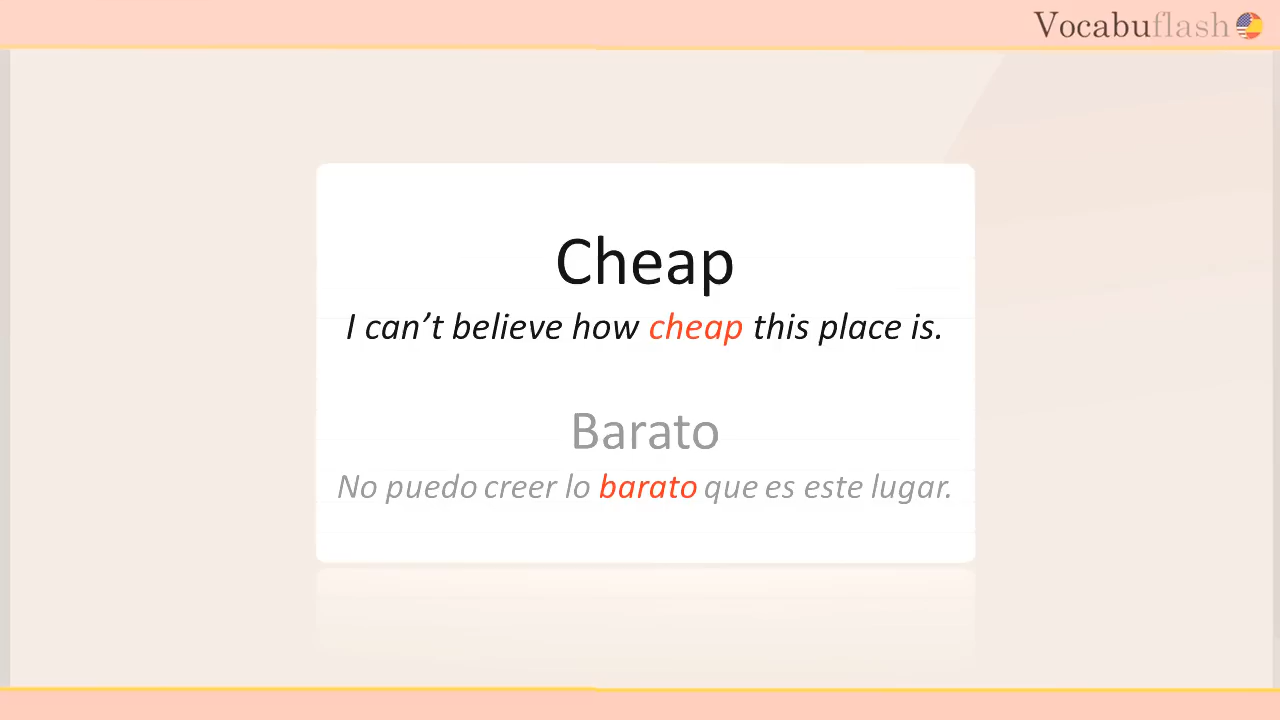 Vocabuflash
Cheap
I can’t believe how cheap this place is.
Barato
No puedo creer lo barato que es este lugar.